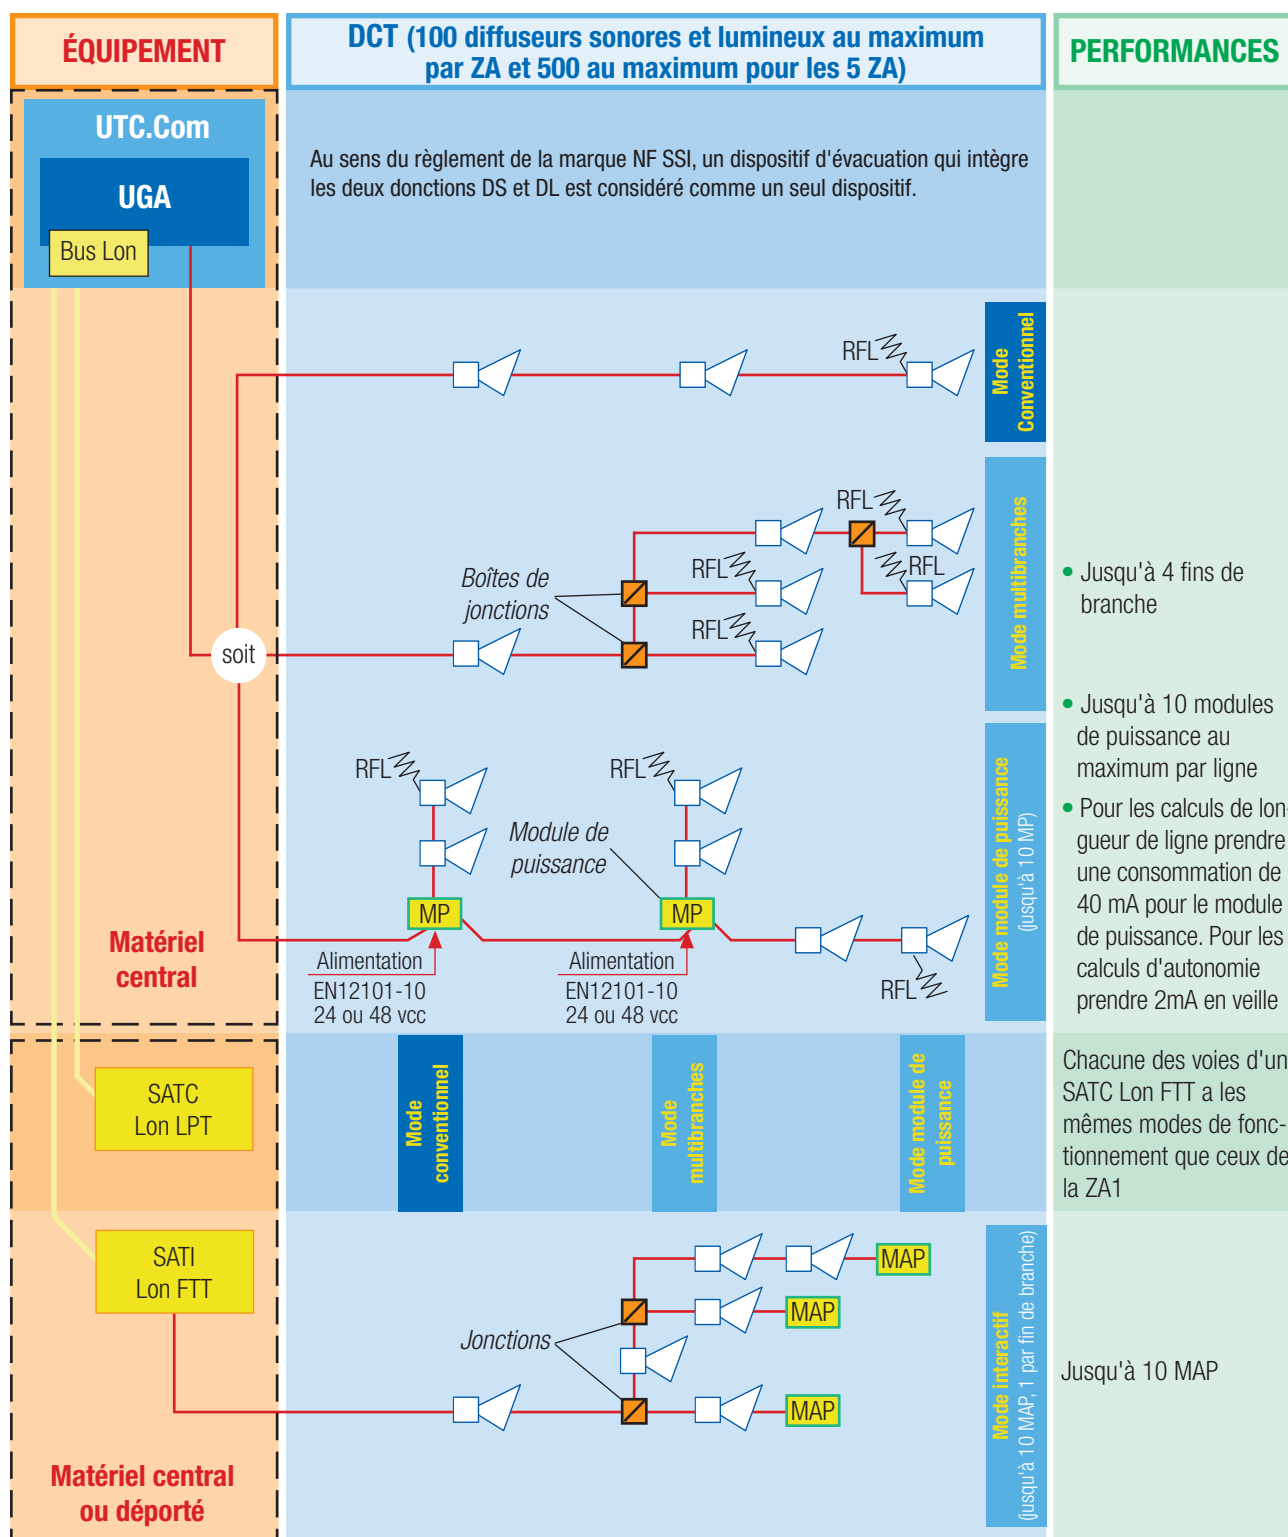 ÉQUIPEMENT
DCT (100 diffuseurs sonores et lumineux au maximum
par ZA et 500 au maximum pour les 5 ZA)
PERFORMANCES
UTC.Com
UGA
Bus Lon
Au sens du règlement de la marque NF SSI, un dispositif d'évacuation qui intègre
les deux donctions DS et DL est considéré comme un seul dispositif.
RFL
Mode
Conventionnel
soit
Boîtes de
jonctions
RFL
RFL
RFL
RFL
Mode multibranches
• Jusqu'à 4 fins de
branche
RFL
RFL
Module de
puissance
MP
MP
Alimentation
EN12101-10
24 ou 48 vcc
Alimentation
EN12101-10
24 ou 48 vcc
RFL
Mode module de puissance
(jusqu'à 10 MP)
• Jusqu'à 10 modules
de puissance au
maximum par ligne
• Pour les calculs de lon-
gueur de ligne prendre
une consommation de
40 mA pour le module
de puissance. Pour les
calculs d'autonomie
prendre 2mA en veille
Matériel
central
SATC
Lon LPT
Mode
conventionnel
Mode
multibranches
Mode module de
puissance
Chacune des voies d'un
SATC Lon FTT a les
mêmes modes de fonc-
tionnement que ceux de
la ZA1
SATI
Lon FTT
Jonctions
MAP
MAP
MAP
Mode interactif
(jusqu'à 10 MAP, 1 par fin de branche)
Jusqu'à 10 MAP
Matériel central
ou déporté